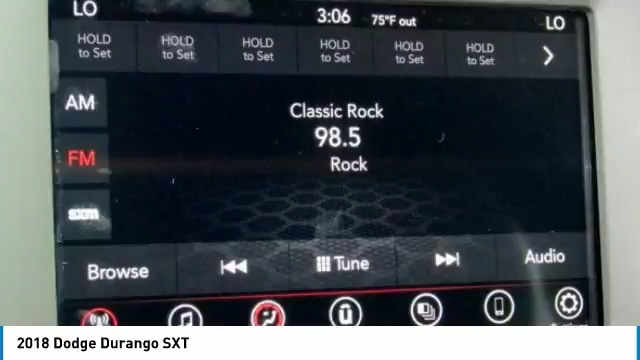 LO 3:06 75°F out LO
HOLD to Set HOLD to Set HOLD to Set HOLD to Set HOLD to Set HOLD to Set
AM
Classic Rock
98.5
FM
Rock
sxm
Browse Tune Audio
2018 Dodge Durango SXT